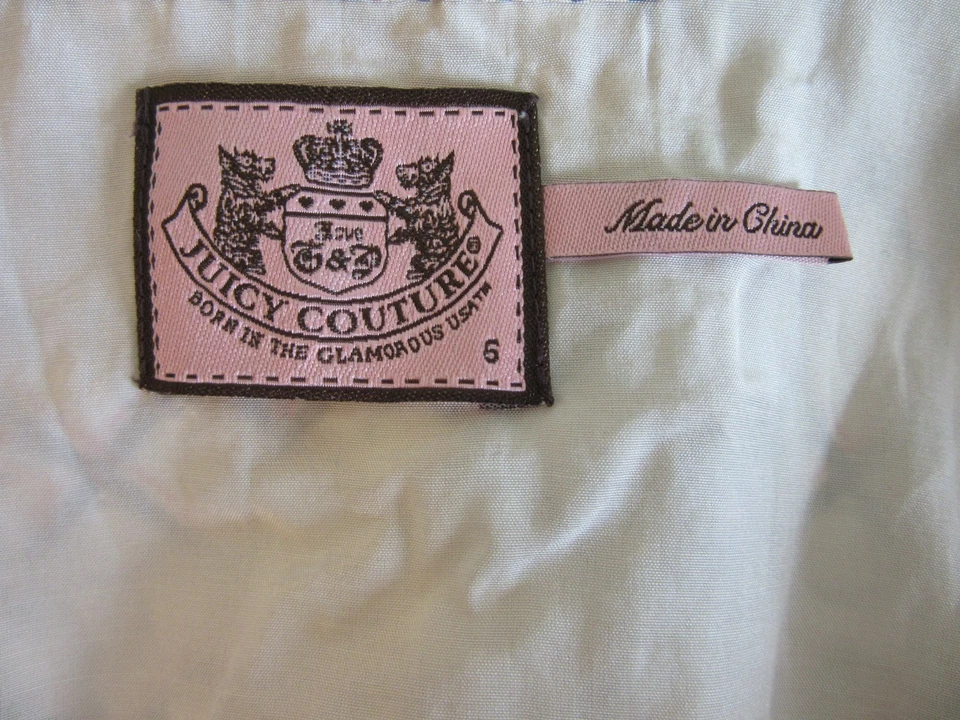 Love
G&P
JUICY COUTURE®
BORN IN THE GLAMOROUS USA™
6
Made in China